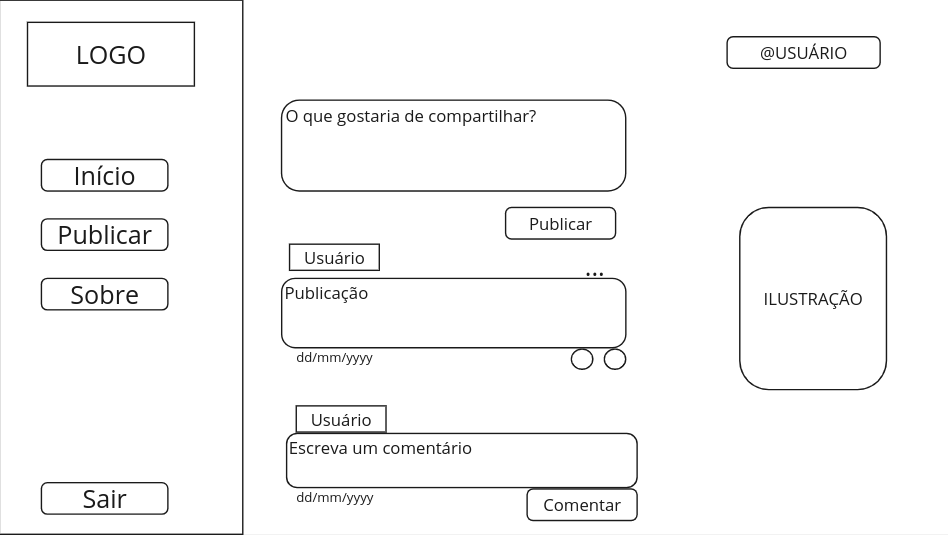 LOGO
Início
Publicar
Sobre
Sair
@USUÁRIO
O que gostaria de compartilhar?
Publicar
Usuário
...
Publicação
dd/mm/yyyy
Usuário
Escreva um comentário
dd/mm/yyyy
Comentar
ILUSTRAÇÃO